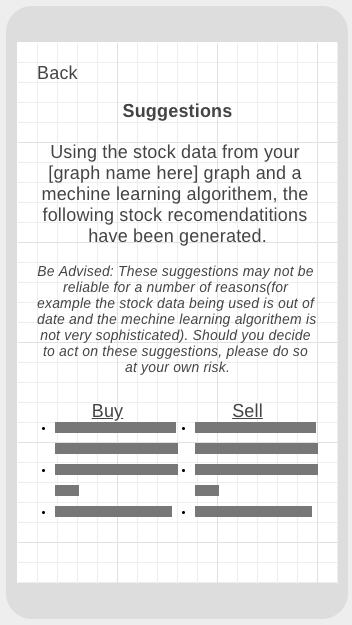 Back
Suggestions
Using the stock data from your
[graph name here] graph and a
mechine learning algorithem, the
following stock recomendatitions
have been generated.
Be Advised: These suggestions may not be
reliable for a number of reasons(for
example the stock data being used is out of
date and the mechine learning algorithem is
not very sophisticated). Should you decide
to act on these suggestions, please do so
at your own risk.
Buy
Sell